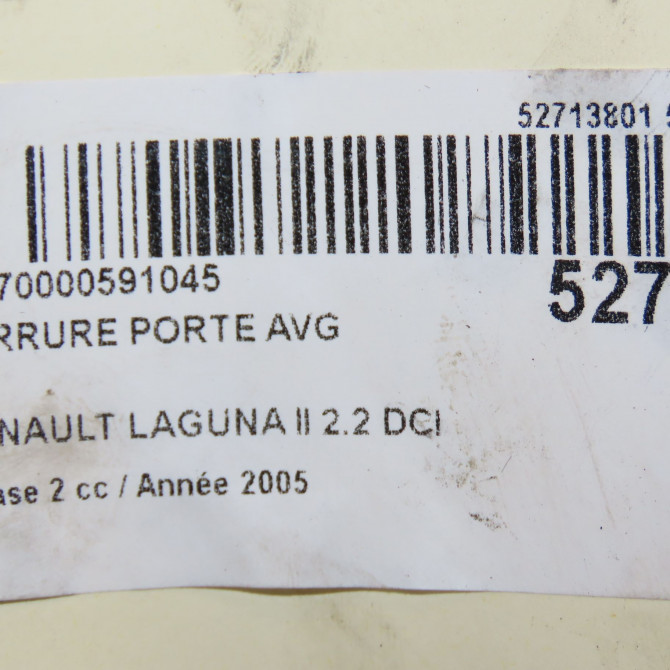 52713801 5
70000591045
527
RRURE PORTE AVG
NAULT LAGUNA II 2.2 DCI
ase 2 cc / Année 2005